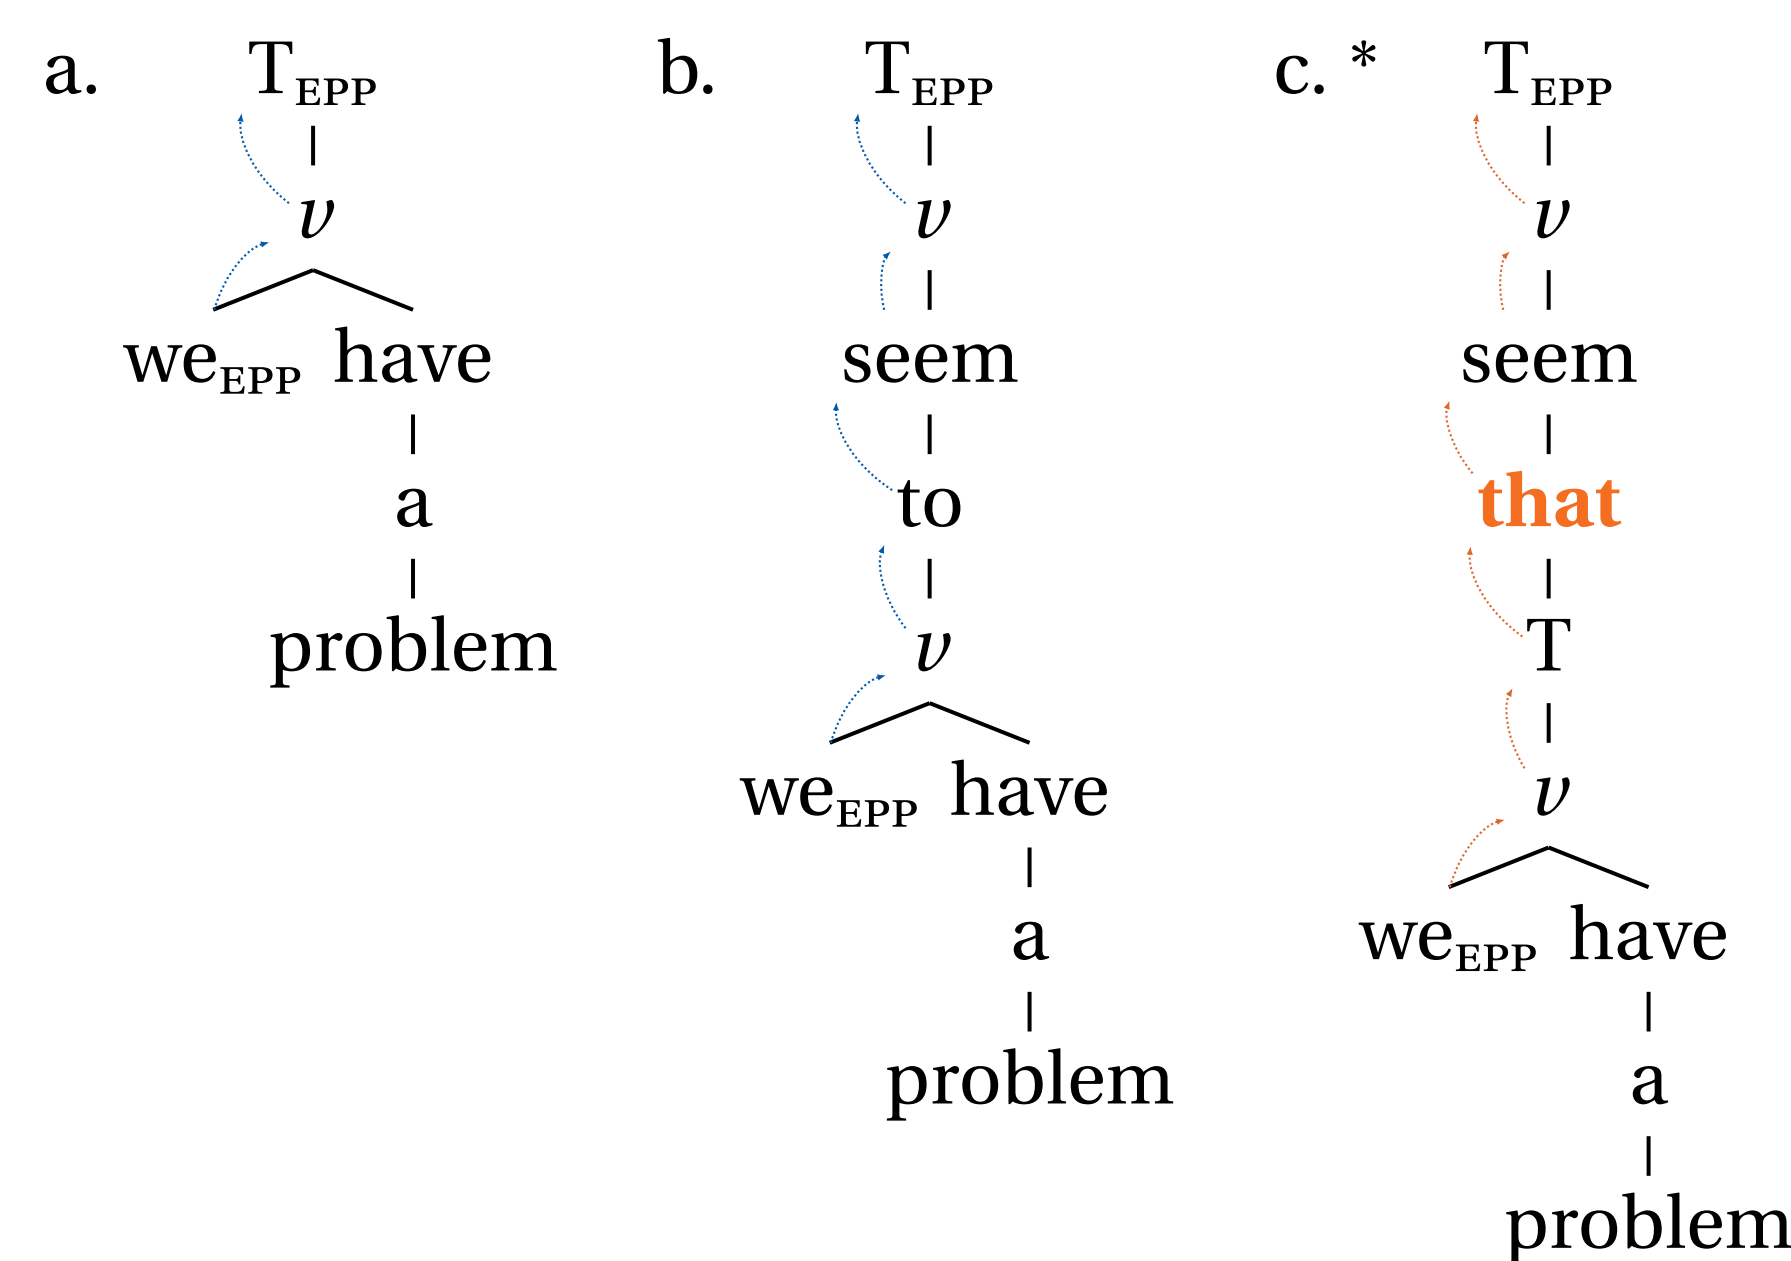 a. T_EPP
v
we_EPP have
a
problem
b. T_EPP
v
seem
to
v
we_EPP have
a
problem
c. * T_EPP
v
seem
that
T
v
we_EPP have
a
problem